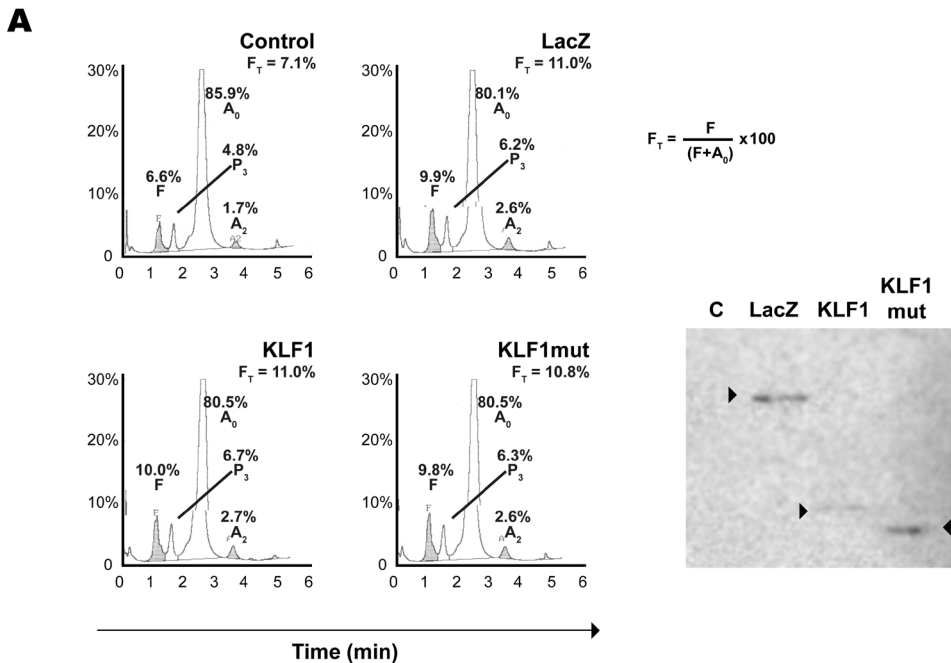 A
Control
F_T = 7.1%
30%
20%
10%
0%
85.9%
A_0
4.8%
P_3
6.6%
F
F
1.7%
A_2
A2
0 1 2 3 4 5 6
LacZ
F_T = 11.0%
30%
20%
10%
0%
80.1%
A_0
6.2%
P_3
9.9%
F
2.6%
A_2
0 1 2 3 4 5 6
F_T = F / (F+A_0) x100
KLF1
F_T = 11.0%
30%
20%
10%
0%
80.5%
A_0
6.7%
P_3
10.0%
F
F
2.7%
A_2
0 1 2 3 4 5 6
KLF1mut
F_T = 10.8%
30%
20%
10%
0%
80.5%
A_0
6.3%
P_3
9.8%
F
F
2.6%
A_2
0 1 2 3 4 5 6
C LacZ KLF1 KLF1 mut
Time (min)